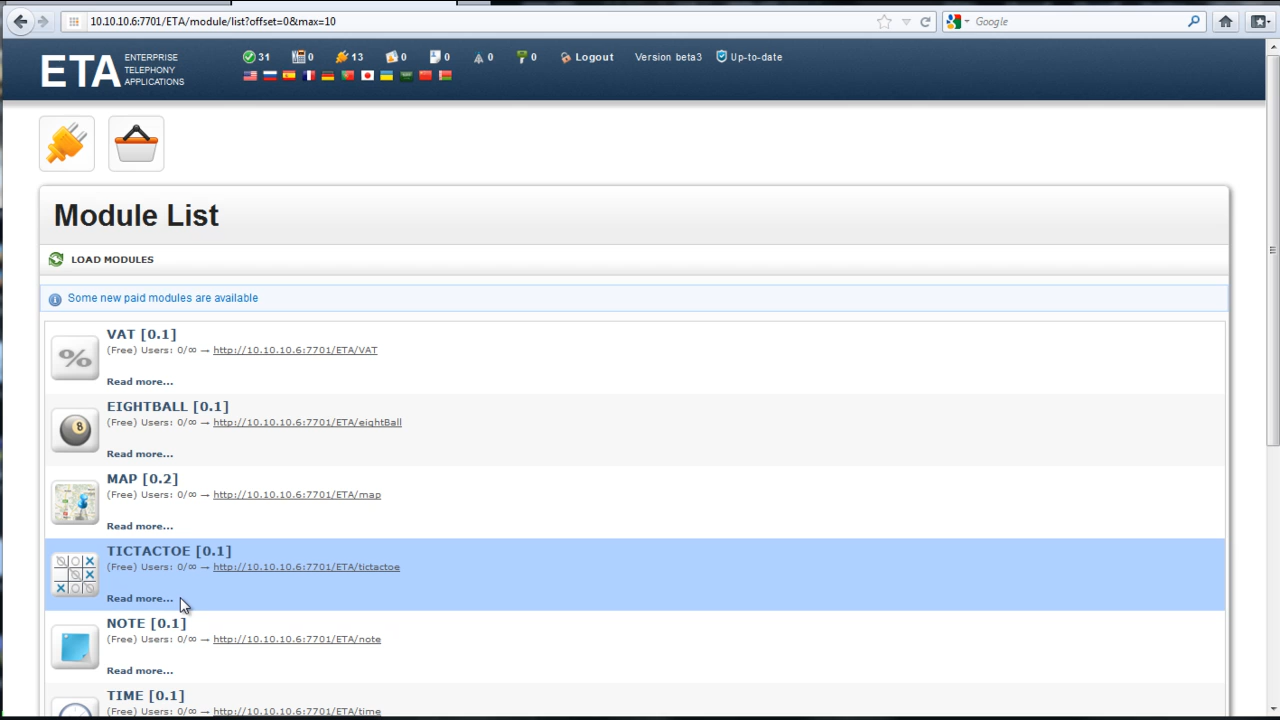 10.10.10.6:7701/ETA/module/list?offset=0&max=10
Google
ETA ENTERPRISE TELEPHONY APPLICATIONS
31 0 13 0 0 0 0 Logout Version beta3 Up-to-date
Module List
LOAD MODULES
Some new paid modules are available
VAT [0.1]
(Free) Users: 0/∞ → http://10.10.10.6:7701/ETA/VAT
Read more...
EIGHTBALL [0.1]
(Free) Users: 0/∞ → http://10.10.10.6:7701/ETA/eightBall
Read more...
MAP [0.2]
(Free) Users: 0/∞ → http://10.10.10.6:7701/ETA/map
Read more...
TICTACTOE [0.1]
(Free) Users: 0/∞ → http://10.10.10.6:7701/ETA/tictactoe
Read more...
NOTE [0.1]
(Free) Users: 0/∞ → http://10.10.10.6:7701/ETA/note
Read more...
TIME [0.1]
(Free) Users: 0/∞ → http://10.10.10.6:7701/ETA/time